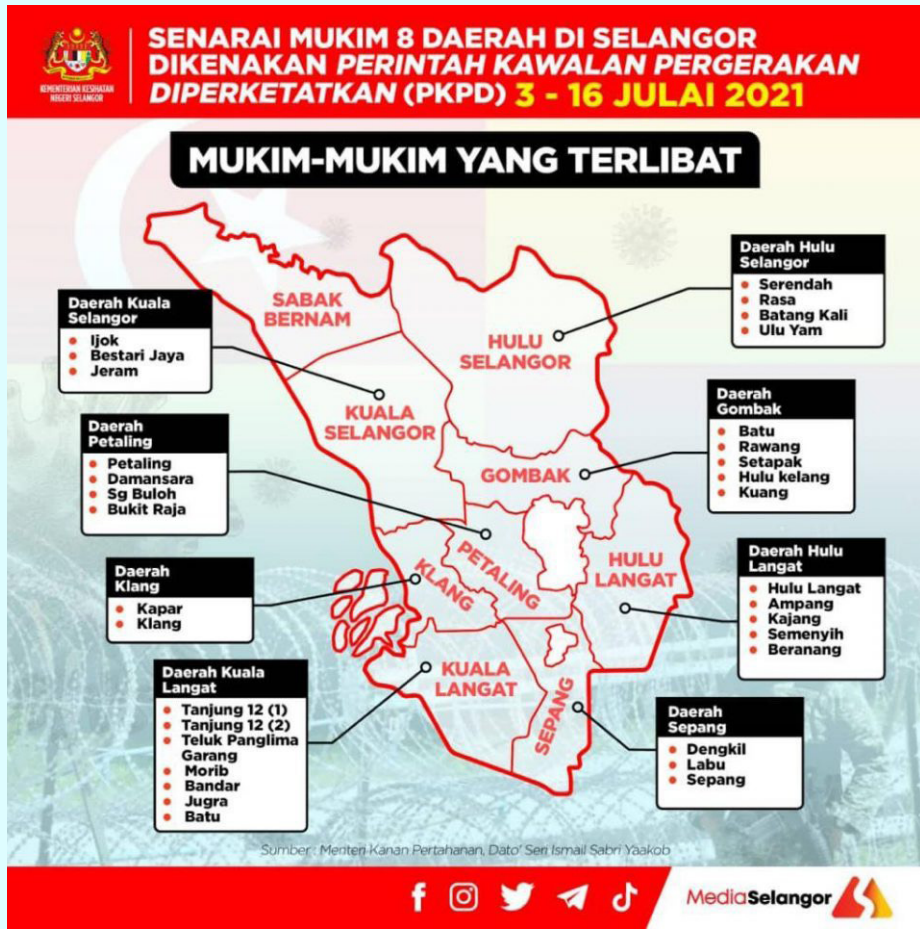 KEMENTERIAN KESIHATAN
NEGERI SELANGOR
SENARAI MUKIM 8 DAERAH DI SELANGOR
DIKENAKAN PERINTAH KAWALAN PERGERAKAN
DIPERKETATKAN (PKPD) 3 - 16 JULAI 2021
MUKIM-MUKIM YANG TERLIBAT
Daerah Kuala
Selangor
Ijok
Bestari Jaya
Jeram
Daerah
Petaling
Petaling
Damansara
Sg Buloh
Bukit Raja
Daerah
Klang
Kapar
Klang
Daerah Kuala
Langat
Tanjung 12 (1)
Tanjung 12 (2)
Teluk Panglima
Garang
Morib
Bandar
Jugra
Batu
SABAK
BERNAM
HULU
SELANGOR
KUALA
SELANGOR
GOMBAK
PETALING
KLANG
HULU
LANGAT
KUALA
LANGAT
SEPANG
Daerah Hulu
Selangor
Serendah
Rasa
Batang Kali
Ulu Yam
Daerah
Gombak
Batu
Rawang
Setapak
Hulu kelang
Kuang
Daerah Hulu
Langat
Hulu Langat
Ampang
Kajang
Semenyih
Beranang
Daerah
Sepang
Dengkil
Labu
Sepang
Sumber : Menteri Kanan Pertahanan, Dato' Seri Ismail Sabri Yaakob
MediaSelangor